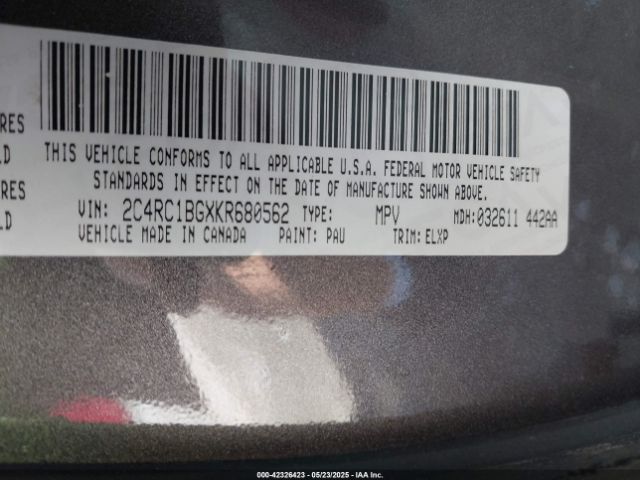 RES
LD
RES
LD
THIS VEHICLE CONFORMS TO ALL APPLICABLE U.S.A. FEDERAL MOTOR VEHICLE SAFETY
STANDARDS IN EFFECT ON THE DATE OF MANUFACTURE SHOWN ABOVE.
VIN: 2C4RC1BGXKR680562 TYPE: MPV MDH:032611 442AA
VEHICLE MADE IN CANADA PAINT: PAU TRIM: ELXP
000-42326423 - 05/23/2025 - IAA Inc.